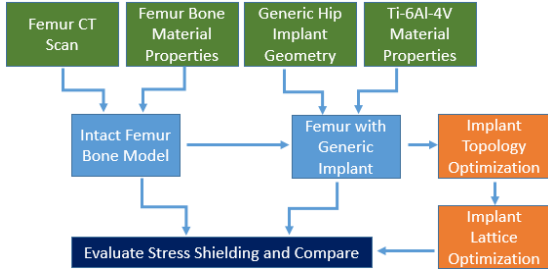 Femur CT
Scan
Femur Bone
Material
Properties
Generic Hip
Implant
Geometry
Ti-6Al-4V
Material
Properties
Intact Femur
Bone Model
Femur with
Generic
Implant
Implant
Topology
Optimization
Implant
Lattice
Optimization
Evaluate Stress Shielding and Compare